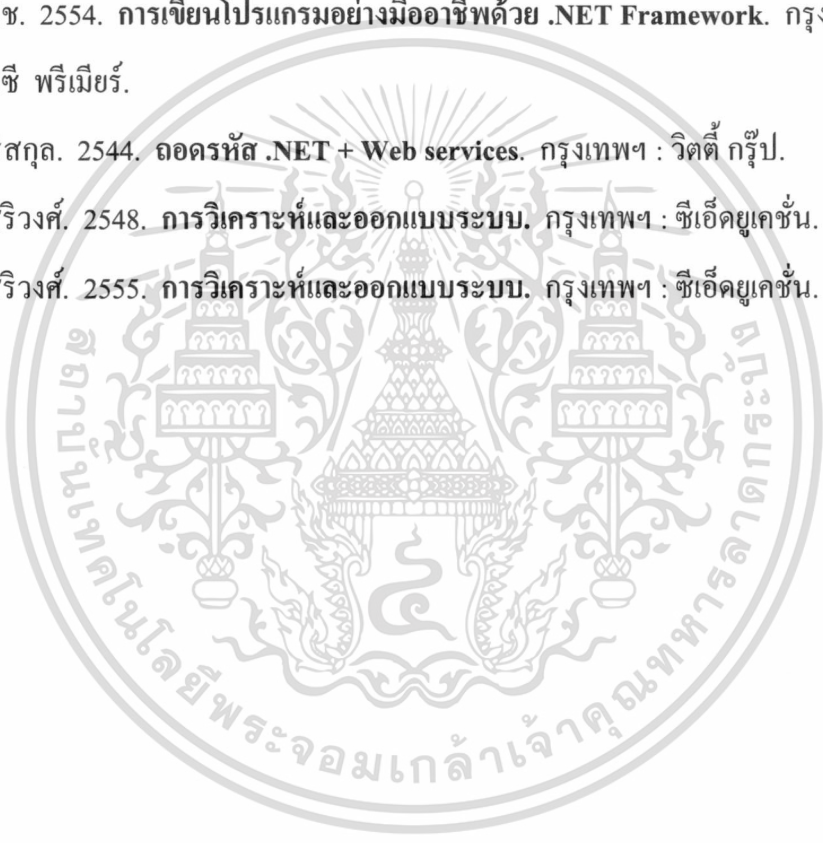 ช. 2554. การเขียนโปรแกรมอย่างมืออาชีพด้วย .NET Framework. กรุง
ซี พรีเมียร์.
สกุล. 2544. ถอดรหัส .NET + Web services. กรุงเทพฯ : วิตตี้ กรุ๊ป.
ริวงศ์. 2548. การวิเคราะห์และออกแบบระบบ. กรุงเทพฯ : ซีเอ็ดยูเคชั่น.
ริวงศ์. 2555. การวิเคราะห์และออกแบบระบบ. กรุงเทพฯ : ซีเอ็ดยูเคชั่น.
สถาบันเทคโนโลยีพระจอมเกล้าเจ้าคุณทหารลาดกระบัง